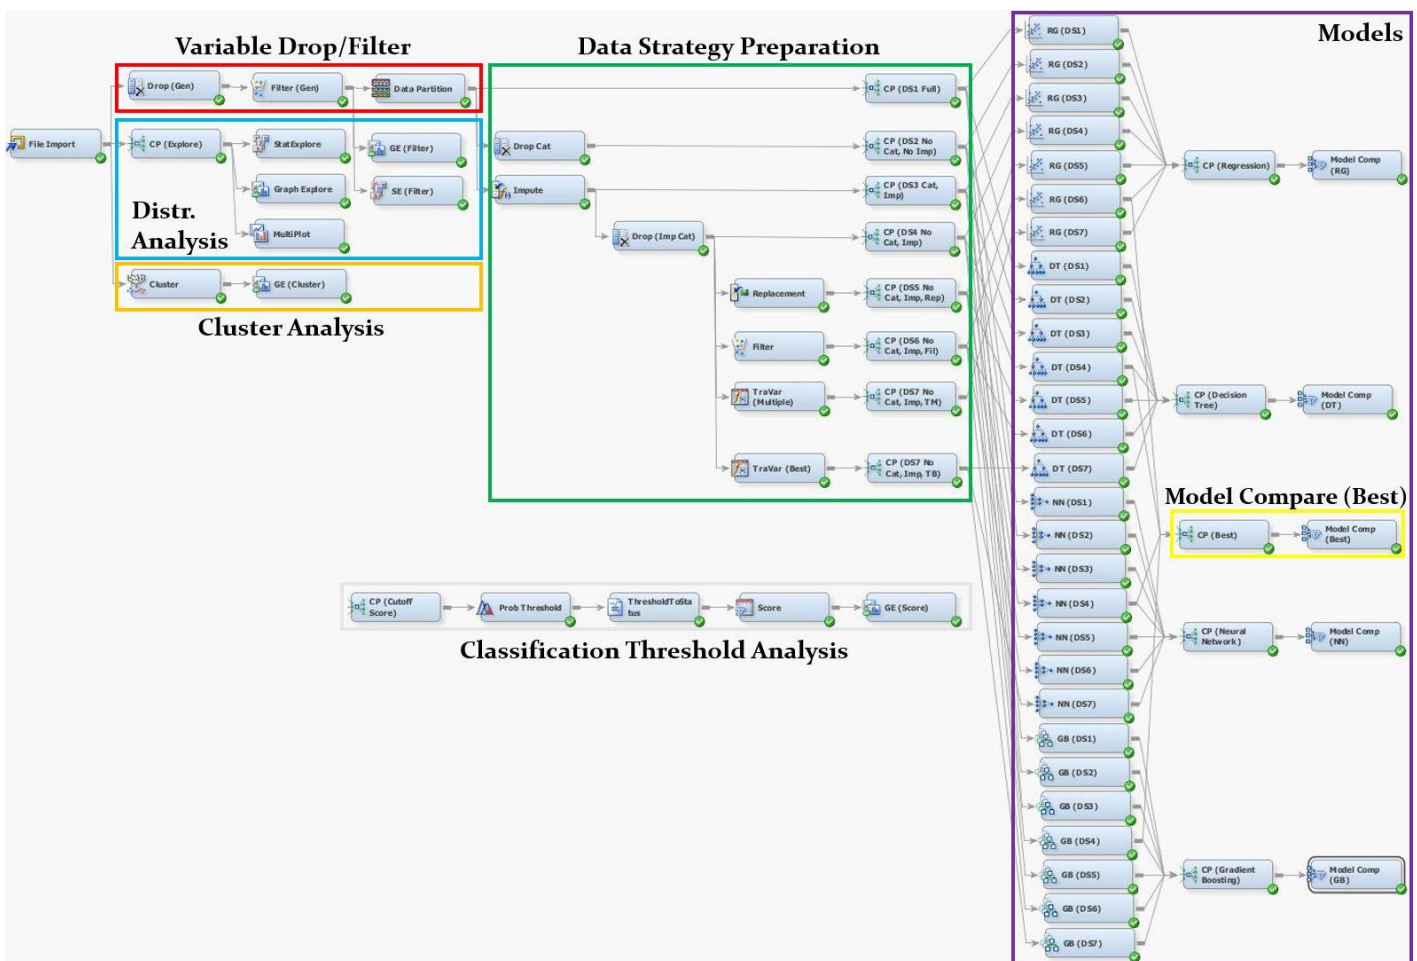 Variable Drop/Filter
Drop (Gen)
Filter (Gen)
Data Partition
File Import
CP (Explore)
StatExplore
GE (Filter)
Graph Explore
SE (Filter)
MultiPlot
Distr.
Analysis
Cluster
GE (Cluster)
Cluster Analysis
Data Strategy Preparation
CP (DS1 Full)
Drop Cat
CP (DS2 No
Cat, No Imp)
Impute
CP (DS3 Cat,
Imp)
Drop (Imp Cat)
CP (DS4 No
Cat, Imp)
Replacement
CP (DS5 No
Cat, Imp, Rep)
Filter
CP (DS6 No
Cat, Imp, Fil)
TraVar
(Multiple)
CP (DS7 No
Cat, Imp, TM)
TraVar (Best)
CP (DS7 No
Cat, Imp, TB)
CP (Cutoff
Score)
Prob Threshold
ThresholdToSta
tus
Score
GE (Score)
Classification Threshold Analysis
Models
RG (DS1)
RG (DS2)
RG (DS3)
RG (DS4)
RG (DS5)
RG (DS6)
RG (DS7)
DT (DS1)
DT (DS2)
DT (DS3)
DT (DS4)
DT (DS5)
DT (DS6)
DT (DS7)
NN (DS1)
NN (DS2)
NN (DS3)
NN (DS4)
NN (DS5)
NN (DS6)
NN (DS7)
GB (DS1)
GB (DS2)
GB (DS3)
GB (DS4)
GB (DS5)
GB (DS6)
GB (DS7)
CP (Regression)
Model Comp
(RG)
CP (Decision
Tree)
Model Comp
(DT)
Model Compare (Best)
CP (Best)
Model Comp
(Best)
CP (Neural
Network)
Model Comp
(NN)
CP (Gradient
Boosting)
Model Comp
(GB)